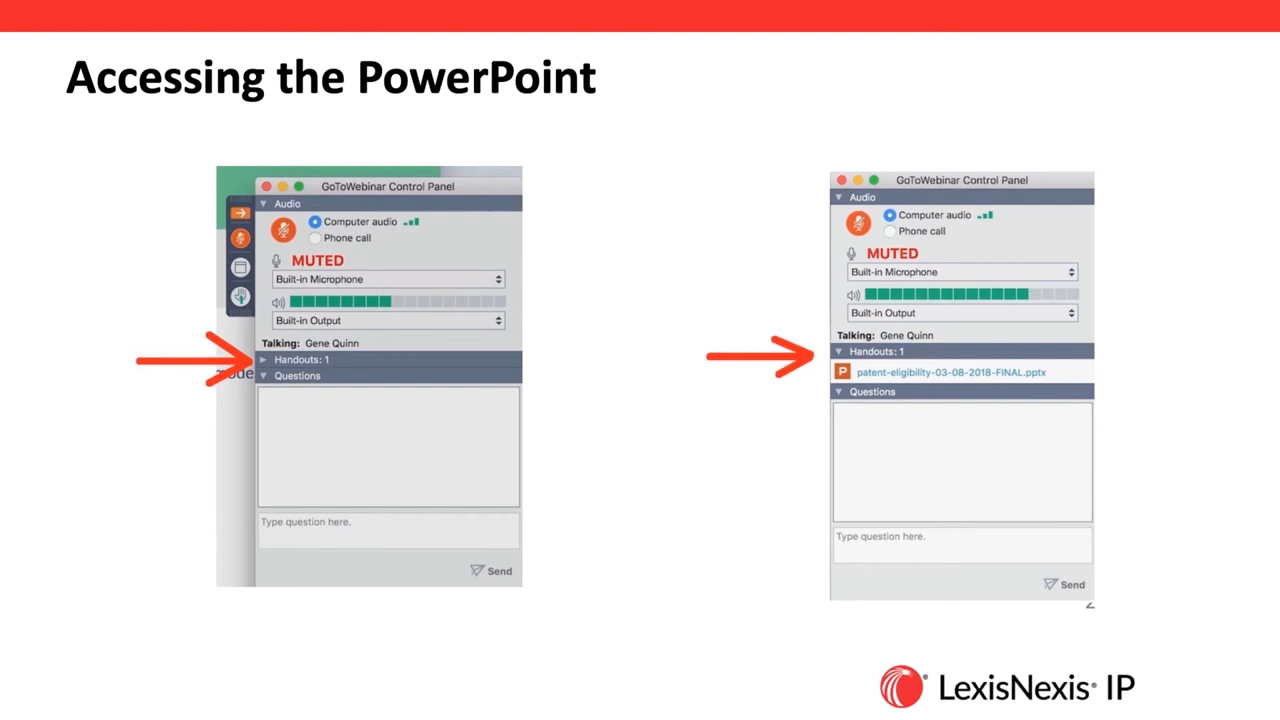 Accessing the PowerPoint
GoToWebinar Control Panel
Audio
Computer audio
Phone call
MUTED
Built-in Microphone
Built-in Output
Talking: Gene Quinn
Handouts: 1
Questions
Type question here.
Send
GoToWebinar Control Panel
Audio
Computer audio
Phone call
MUTED
Built-in Microphone
Built-in Output
Talking: Gene Quinn
Handouts: 1
P patent-eligibility-03-08-2018-FINAL.pptx
Questions
Type question here.
Send
LexisNexis® IP